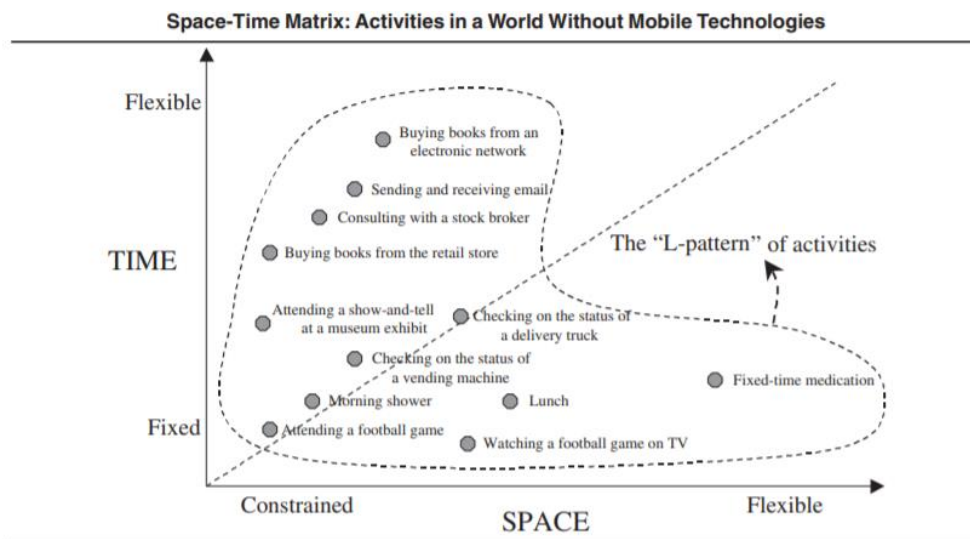 Space-Time Matrix: Activities in a World Without Mobile Technologies
Flexible
Buying books from an
electronic network
Sending and receiving email
Consulting with a stock broker
TIME
Buying books from the retail store
The “L-pattern” of activities
Attending a show-and-tell
at a museum exhibit
Checking on the status of
a delivery truck
Checking on the status of
a vending machine
Fixed-time medication
Morning shower
Lunch
Fixed
Attending a football game
Watching a football game on TV
Constrained
SPACE
Flexible